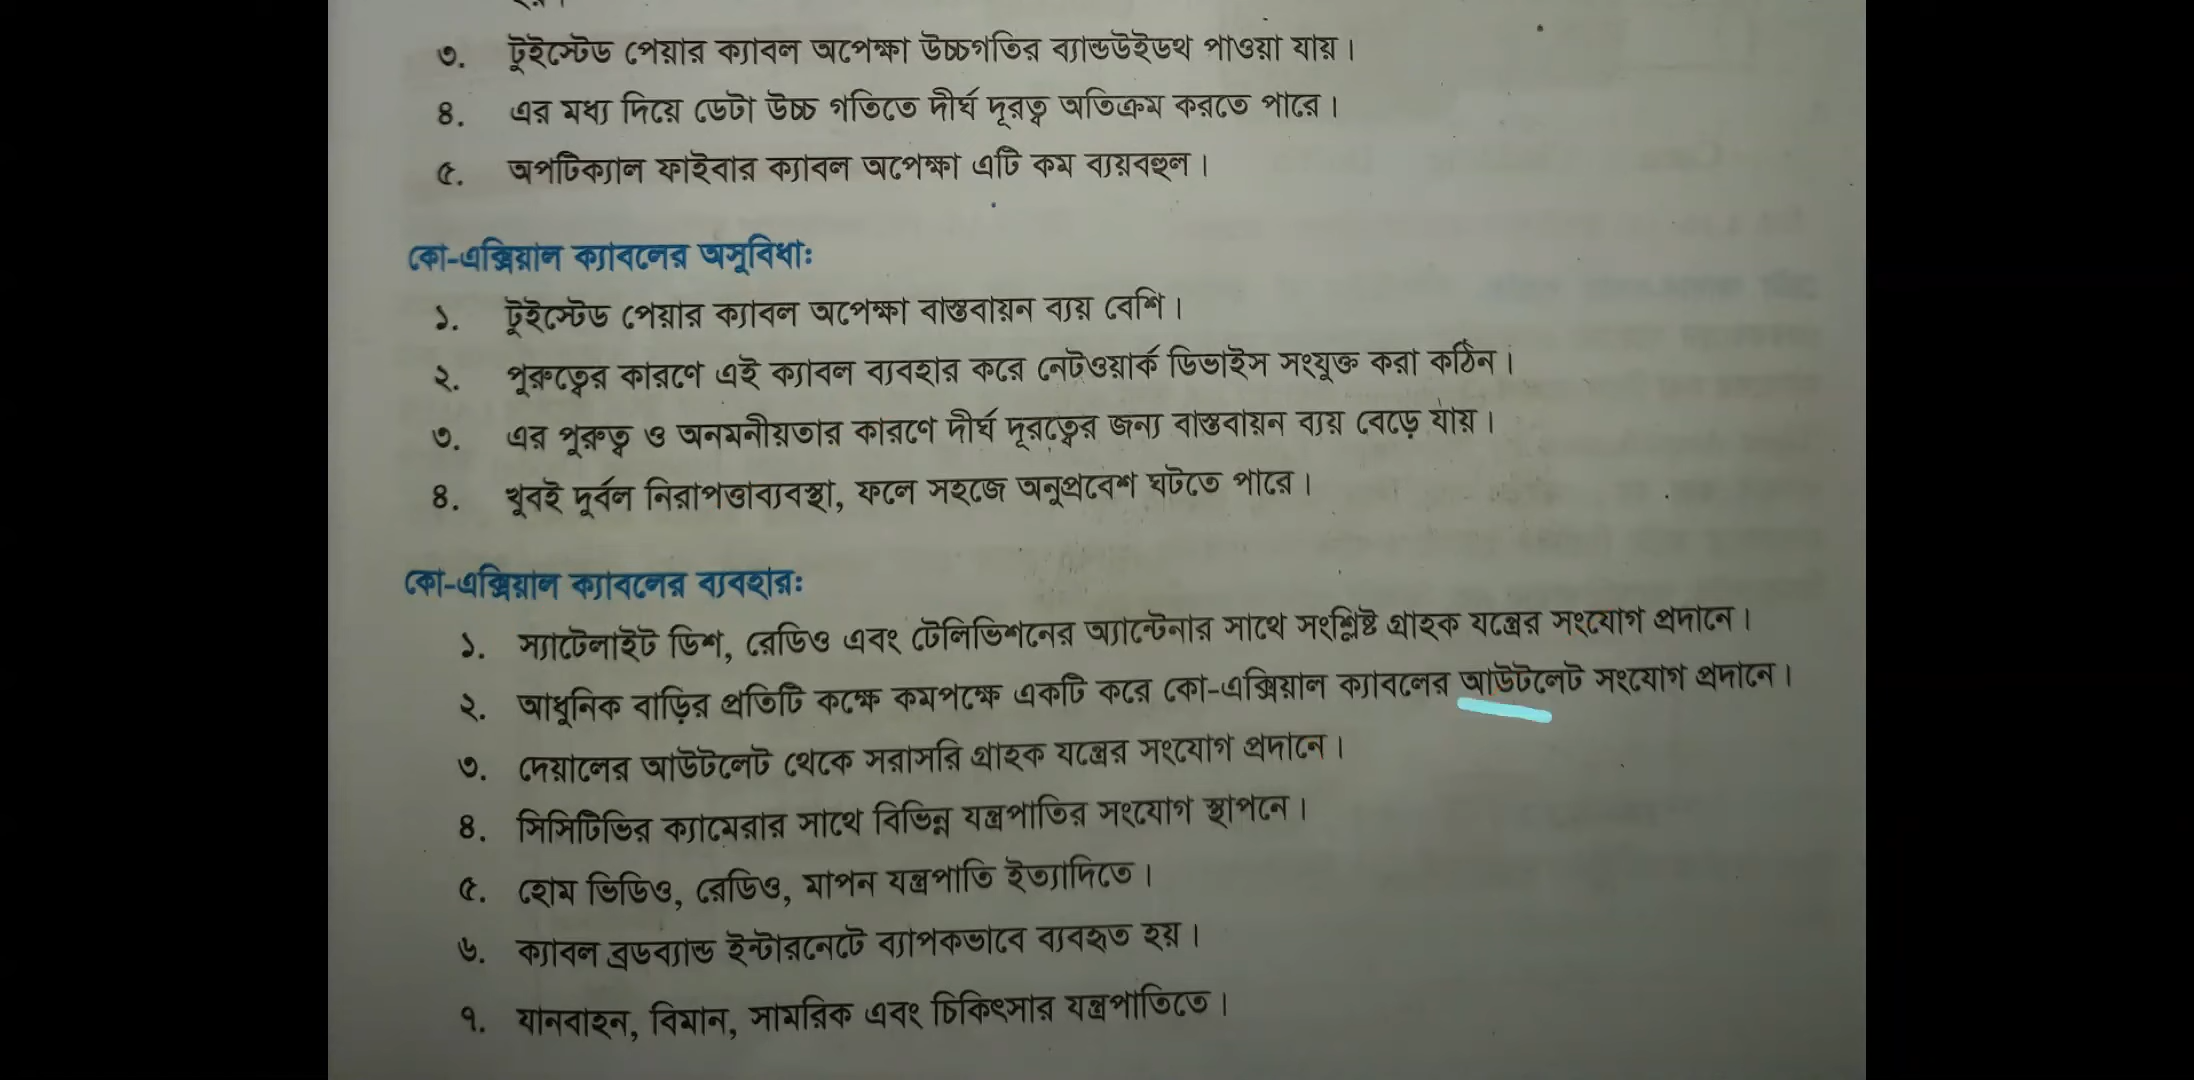 ৩. টুইস্টেড পেয়ার ক্যাবল অপেক্ষা উচ্চগতির ব্যান্ডউইডথ পাওয়া যায়।
৪. এর মধ্য দিয়ে ডেটা উচ্চ গতিতে দীর্ঘ দূরত্ব অতিক্রম করতে পারে।
৫. অপটিক্যাল ফাইবার ক্যাবল অপেক্ষা এটি কম ব্যয়বহুল।
কো-এক্সিয়াল ক্যাবলের অসুবিধা:
১. টুইস্টেড পেয়ার ক্যাবল অপেক্ষা বাস্তবায়ন ব্যয় বেশি।
২. পুরুত্বের কারণে এই ক্যাবল ব্যবহার করে নেটওয়ার্ক ডিভাইস সংযুক্ত করা কঠিন।
৩. এর পুরুত্ব ও অনমনীয়তার কারণে দীর্ঘ দূরত্বের জন্য বাস্তবায়ন ব্যয় বেড়ে যায়।
৪. খুবই দুর্বল নিরাপত্তাব্যবস্থা, ফলে সহজে অনুপ্রবেশ ঘটতে পারে।
কো-এক্সিয়াল ক্যাবলের ব্যবহার:
১. স্যাটেলাইট ডিশ, রেডিও এবং টেলিভিশনের অ্যান্টেনার সাথে সংশ্লিষ্ট গ্রাহক যন্ত্রের সংযোগ প্রদানে।
২. আধুনিক বাড়ির প্রতিটি কক্ষে কমপক্ষে একটি করে কো-এক্সিয়াল ক্যাবলের আউটলেট সংযোগ প্রদানে।
৩. দেয়ালের আউটলেট থেকে সরাসরি গ্রাহক যন্ত্রের সংযোগ প্রদানে।
৪. সিসিটিভির ক্যামেরার সাথে বিভিন্ন যন্ত্রপাতির সংযোগ স্থাপনে।
৫. হোম ভিডিও, রেডিও, মাপন যন্ত্রপাতি ইত্যাদিতে।
৬. ক্যাবল ব্রডব্যান্ড ইন্টারনেটে ব্যাপকভাবে ব্যবহৃত হয়।
৭. যানবাহন, বিমান, সামরিক এবং চিকিৎসার যন্ত্রপাতিতে।